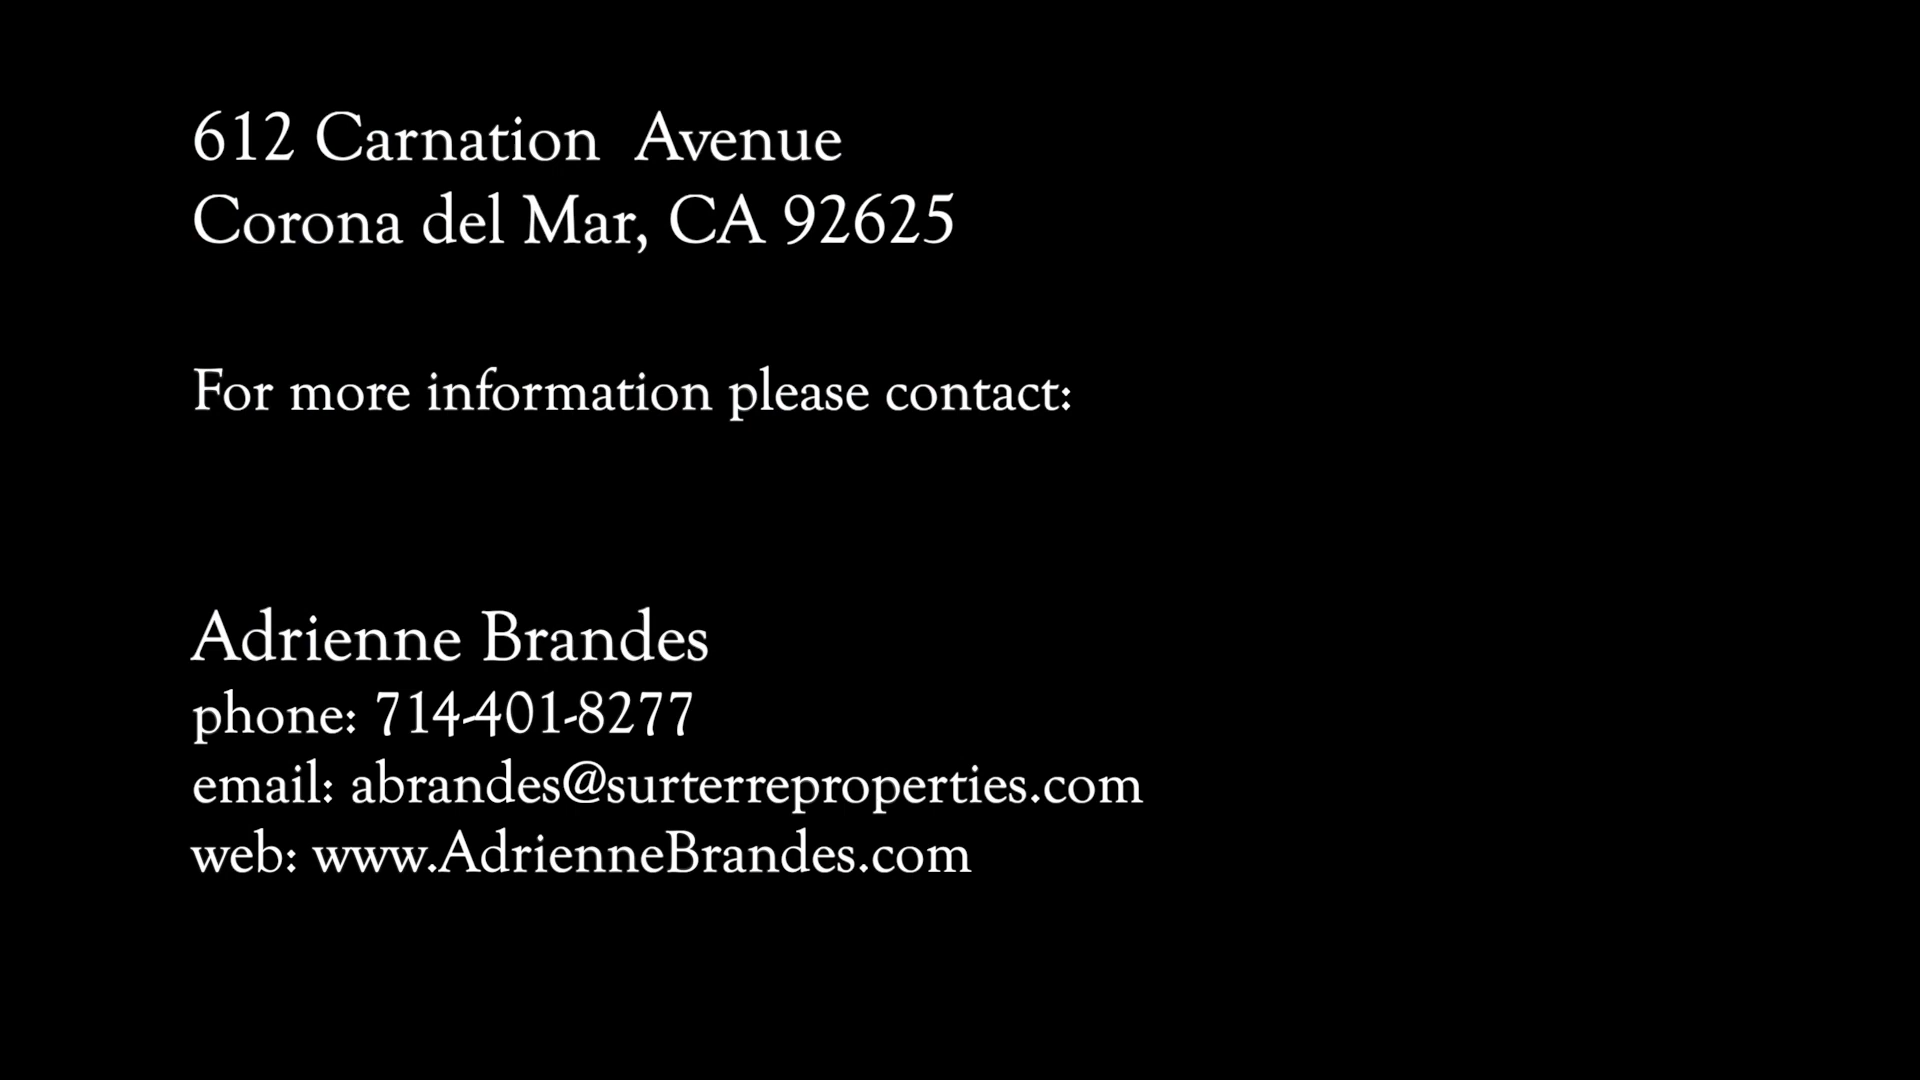 612 Carnation  Avenue
Corona del Mar, CA 92625
For more information please contact:
Adrienne Brandes
phone: 714-401-8277
email: abrandes@surterreproperties.com
web: www.AdrienneBrandes.com